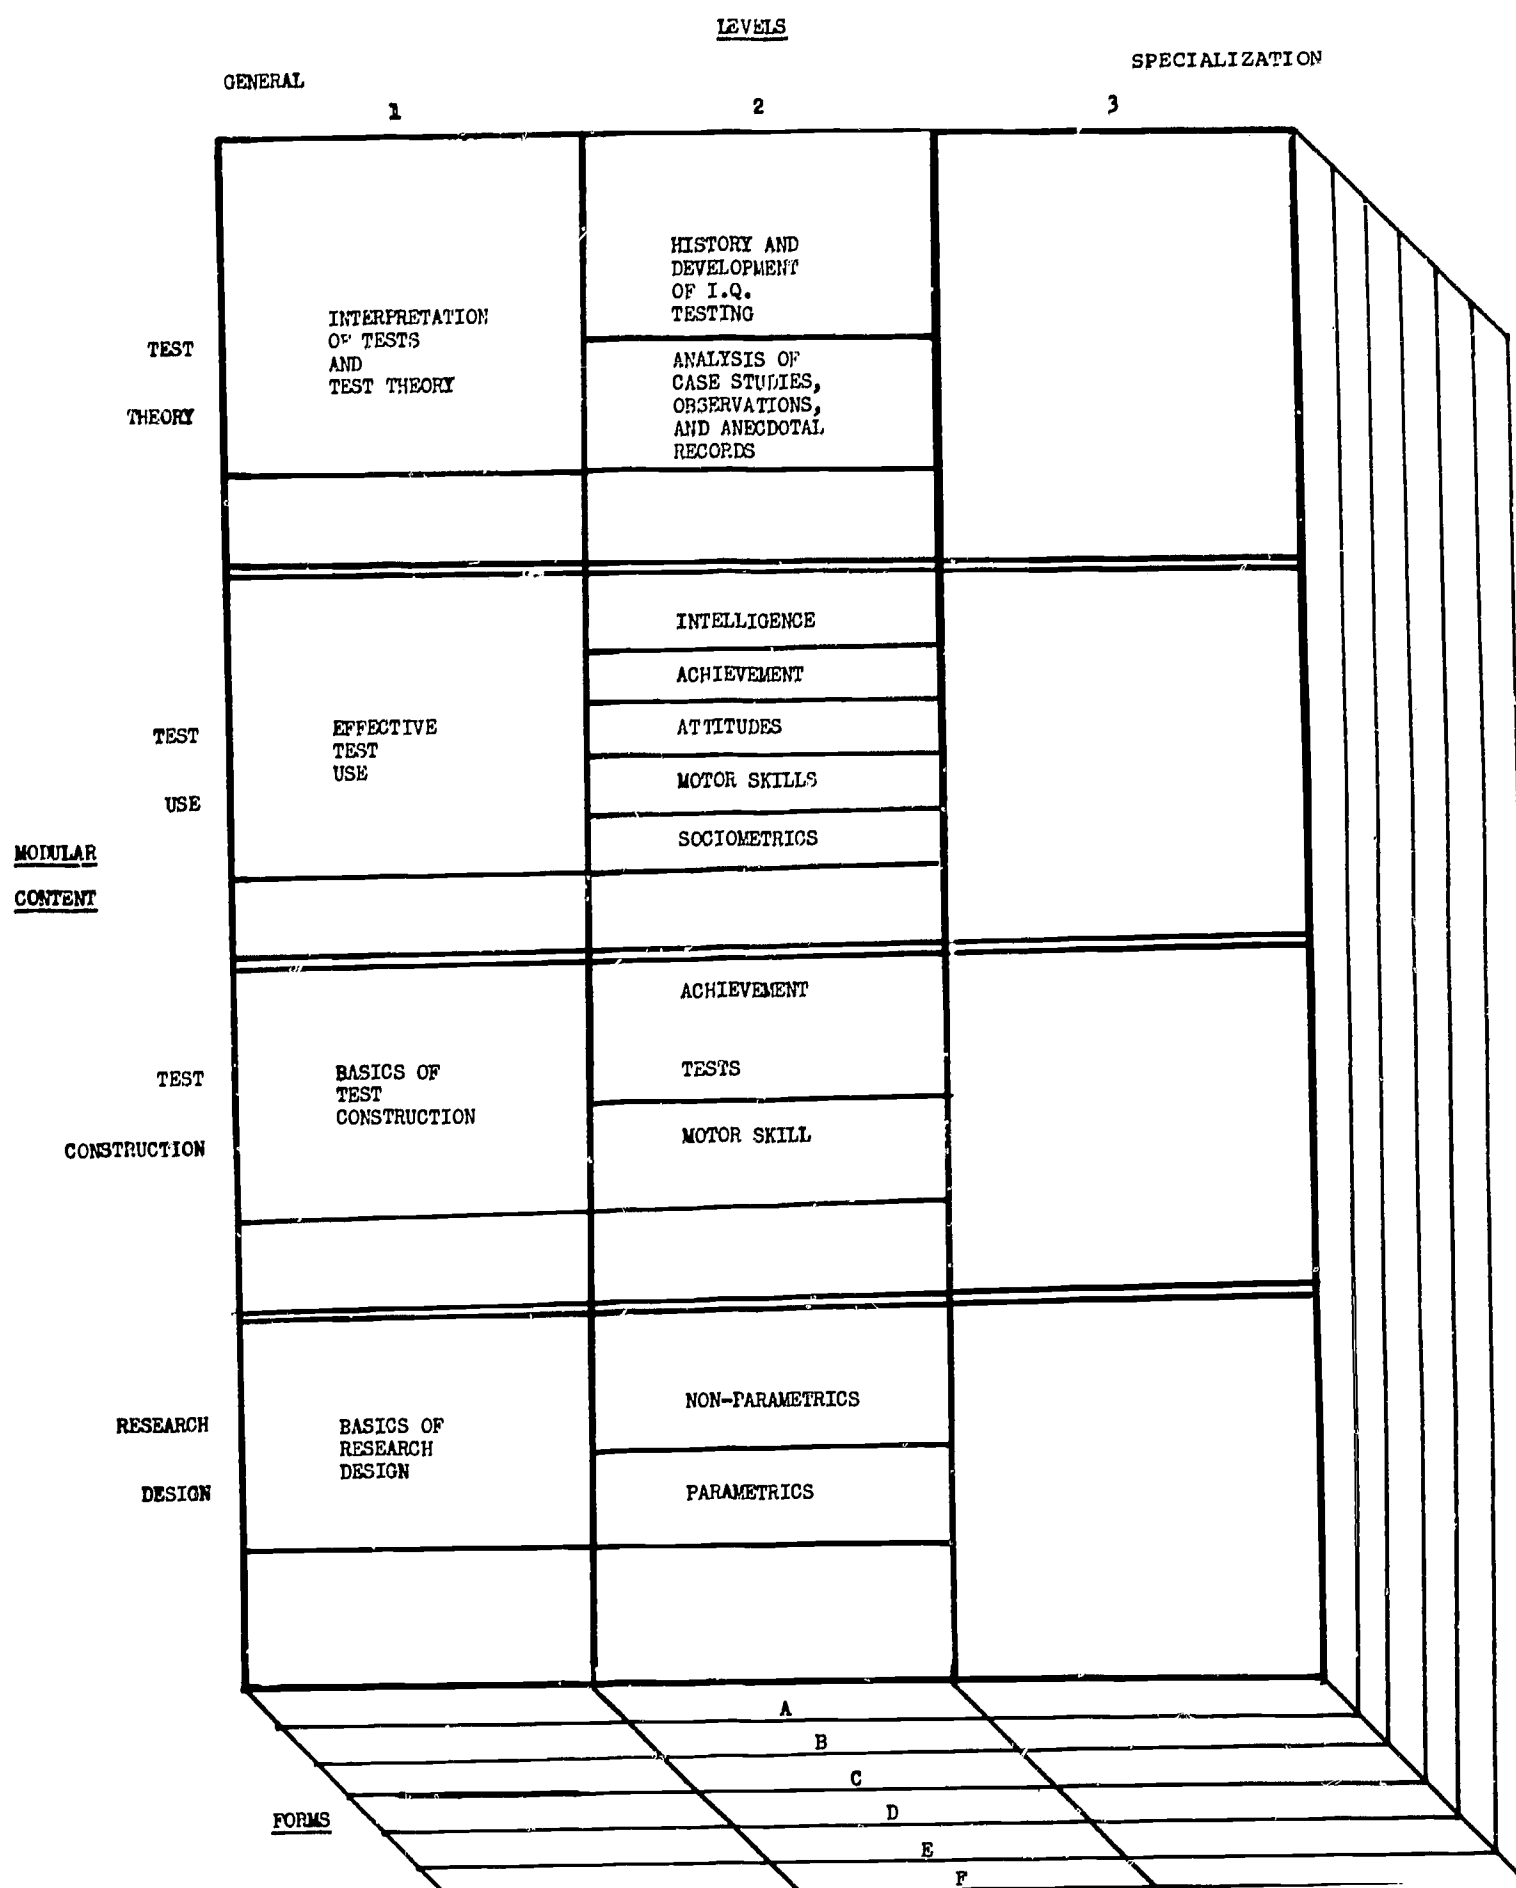 LEVELS
GENERAL
SPECIALIZATION
1
2
3
TEST
THEORY
INTERPRETATION
OF TESTS
AND
TEST THEORY
HISTORY AND
DEVELOPMENT
OF I.Q.
TESTING
ANALYSIS OF
CASE STUDIES,
OBSERVATIONS,
AND ANECDOTAL
RECORDS
MODULAR
CONTENT
TEST
USE
EFFECTIVE
TEST
USE
INTELLIGENCE
ACHIEVEMENT
ATTITUDES
MOTOR SKILLS
SOCIOMETRICS
TEST
CONSTRUCTION
BASICS OF
TEST
CONSTRUCTION
ACHIEVEMENT
TESTS
MOTOR SKILL
RESEARCH
DESIGN
BASICS OF
RESEARCH
DESIGN
NON-PARAMETRICS
PARAMETRICS
FORMS
A
B
C
D
E
F